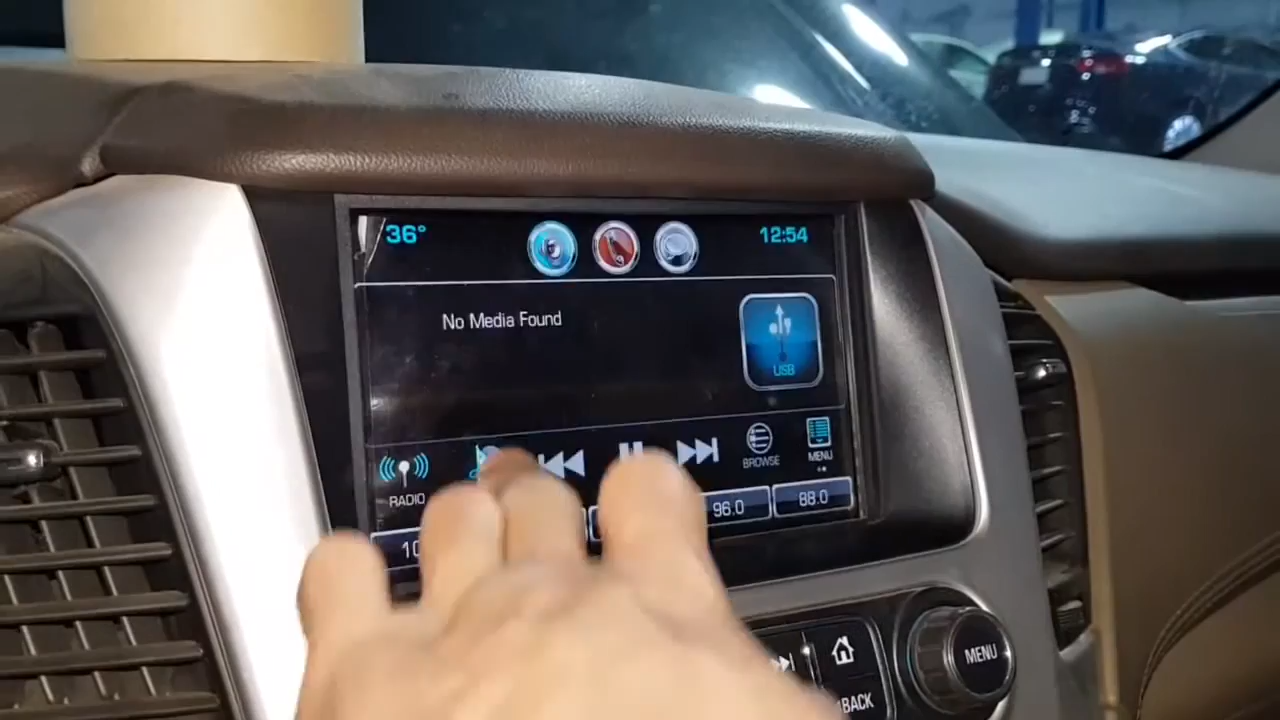 36° 12:54
No Media Found
USB
RADIO BROWSE MENU
96.0 88.0
MENU
BACK